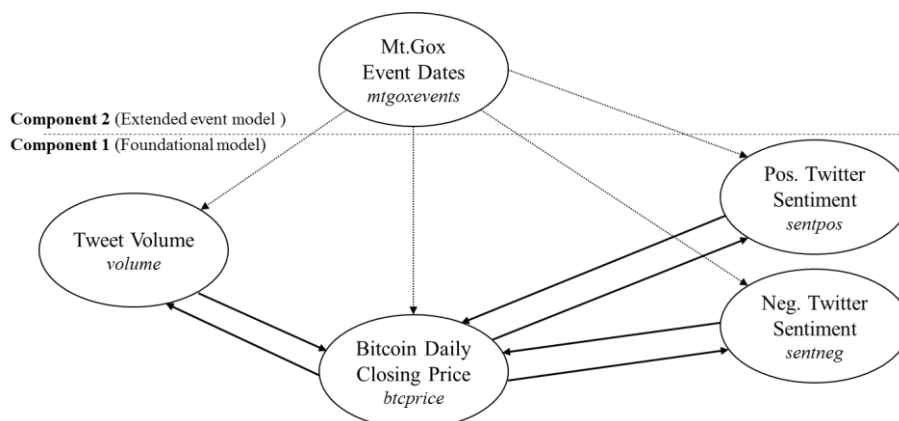 Mt.Gox
Event Dates
mtgoxevents
Component 2 (Extended event model )
Component 1 (Foundational model)
Pos. Twitter
Sentiment
sentpos
Tweet Volume
volume
Neg. Twitter
Sentiment
sentneg
Bitcoin Daily
Closing Price
btcprice